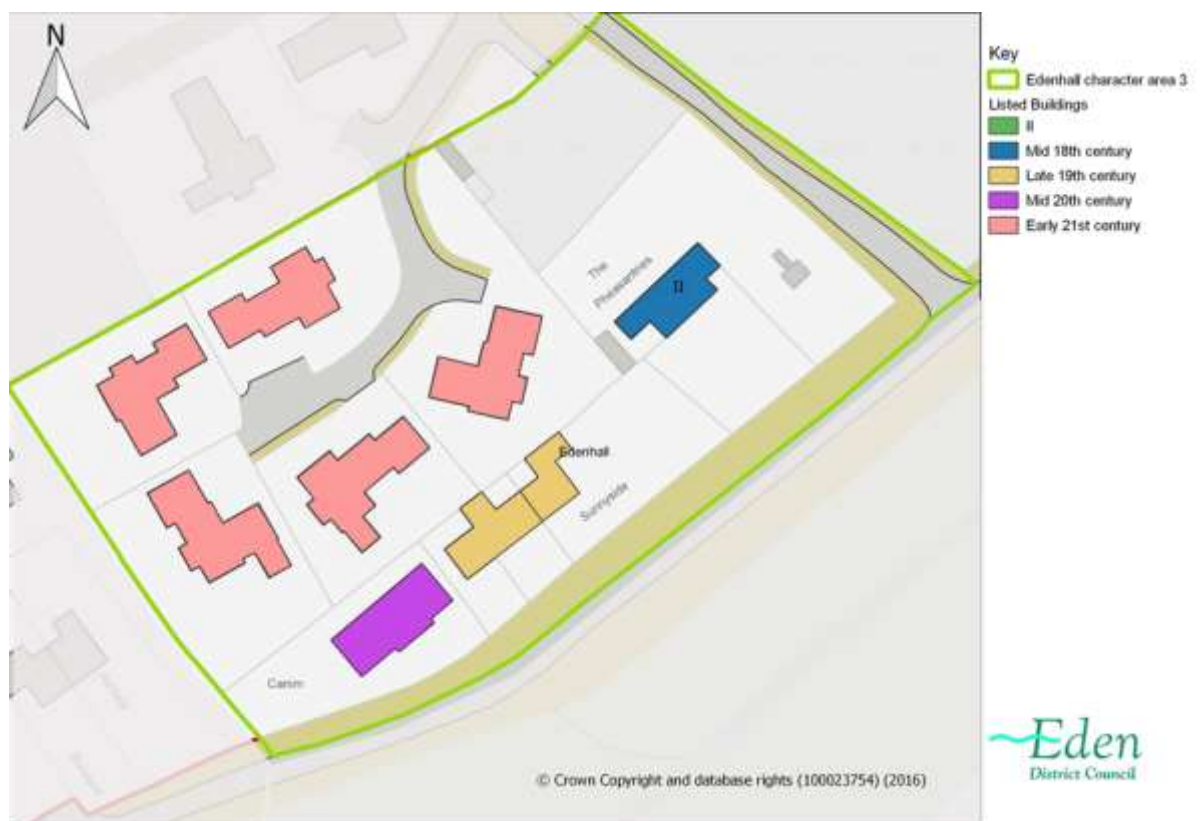 N
Key
Edenhall character area 3
Listed Buildings
II
Mid 18th century
Late 19th century
Mid 20th century
Early 21st century
The
Pheasantries
II
Edenhall
Sunnyside
Canim
© Crown Copyright and database rights (100023754) (2016)
Eden
District Council